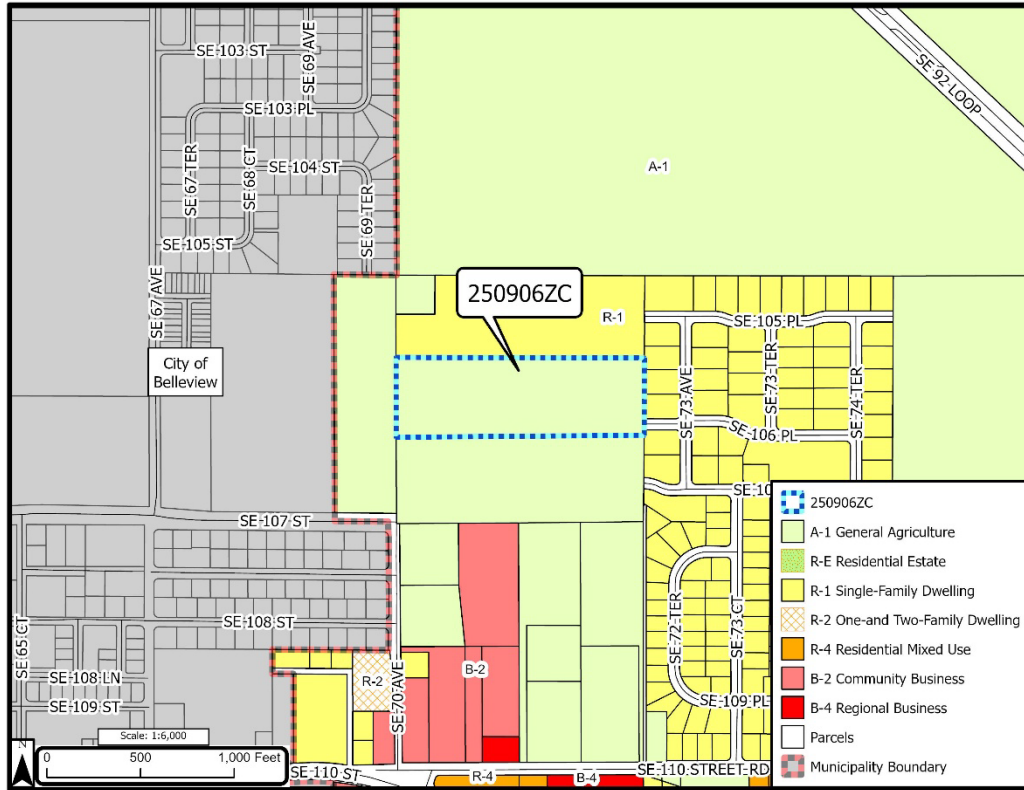 SE 103 ST
SE 69 AVE
SE 92 LOOP
SE 103 PL
A-1
SE 67 TER
SE 68 CT
SE 104 ST
SE 69 TER
SE 105 ST
SE 67 AVE
250906ZC
R-1
SE 105 PL
City of
Belleview
SE 73 AVE
SE 73 TER
SE 74 TER
SE 106 PL
SE 10
SE 107 ST
SE 108 ST
SE 65 CT
SE 108 LN
SE 109 ST
R-2
SE 70 AVE
B-2
SE 72 TER
SE 73 CT
SE 109 PL
SE 110 ST
R-4
B-4
SE 110 STREET RD
250906ZC
A-1 General Agriculture
R-E Residential Estate
R-1 Single-Family Dwelling
R-2 One-and Two-Family Dwelling
R-4 Residential Mixed Use
B-2 Community Business
B-4 Regional Business
Parcels
Municipality Boundary
N
Scale: 1:6,000
0 500 1,000 Feet